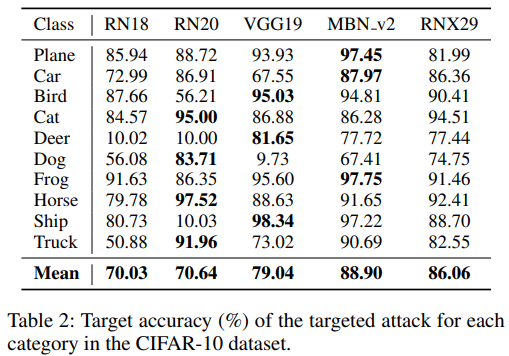 Class RN18 RN20 VGG19 MBN_v2 RNX29
Plane 85.94 88.72 93.93 97.45 81.99
Car 72.99 86.91 67.55 87.97 86.36
Bird 87.66 56.21 95.03 94.81 90.41
Cat 84.57 95.00 86.88 86.28 94.51
Deer 10.02 10.00 81.65 77.72 77.44
Dog 56.08 83.71 9.73 67.41 74.75
Frog 91.63 86.35 95.60 97.75 91.46
Horse 79.78 97.52 88.63 91.65 92.41
Ship 80.73 10.03 98.34 97.22 88.70
Truck 50.88 91.96 73.02 90.69 82.55
Mean 70.03 70.64 79.04 88.90 86.06
Table 2: Target accuracy (%) of the targeted attack for each
category in the CIFAR-10 dataset.